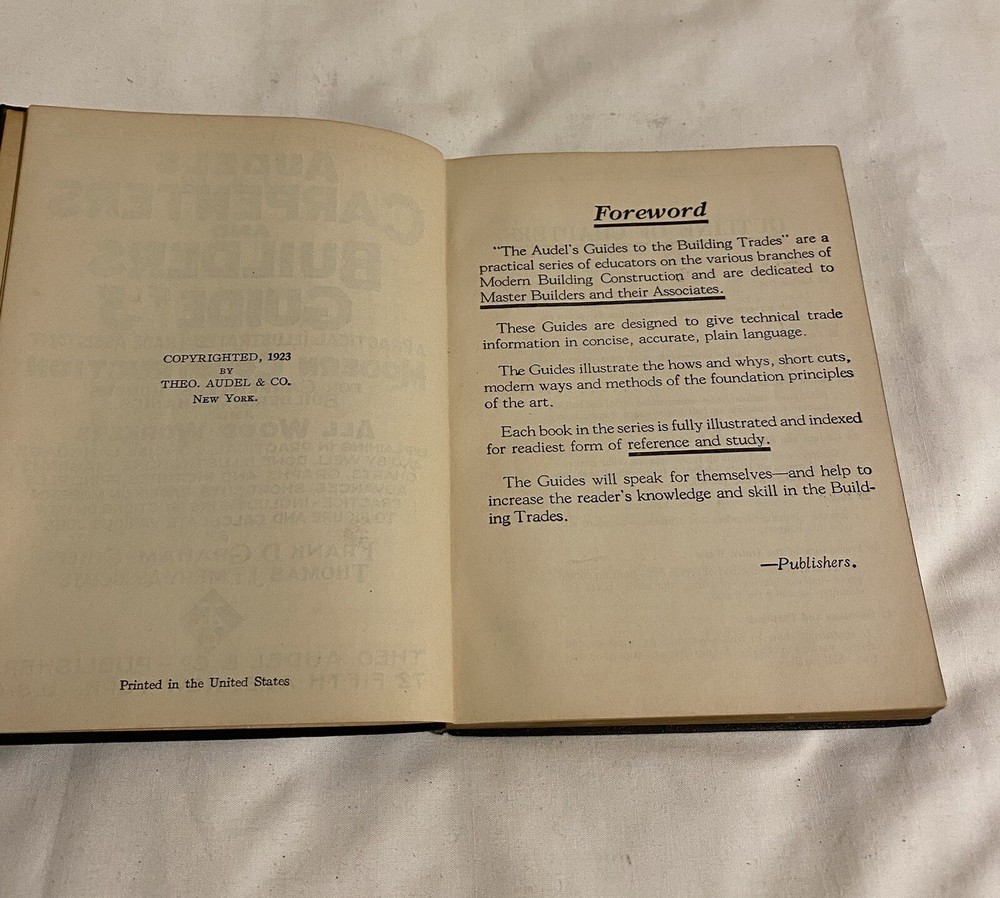 COPYRIGHTED, 1923
BY
THEO. AUDEL & CO.
NEW YORK.
Printed in the United States
Foreword
"The Audel's Guides to the Building Trades" are a
practical series of educators on the various branches of
Modern Building Construction and are dedicated to
Master Builders and their Associates.
These Guides are designed to give technical trade
information in concise, accurate, plain language.
The Guides illustrate the hows and whys, short cuts,
modern ways and methods of the foundation principles
of the art.
Each book in the series is fully illustrated and indexed
for readiest form of reference and study.
The Guides will speak for themselves—and help to
increase the reader's knowledge and skill in the Build-
ing Trades.
—Publishers.